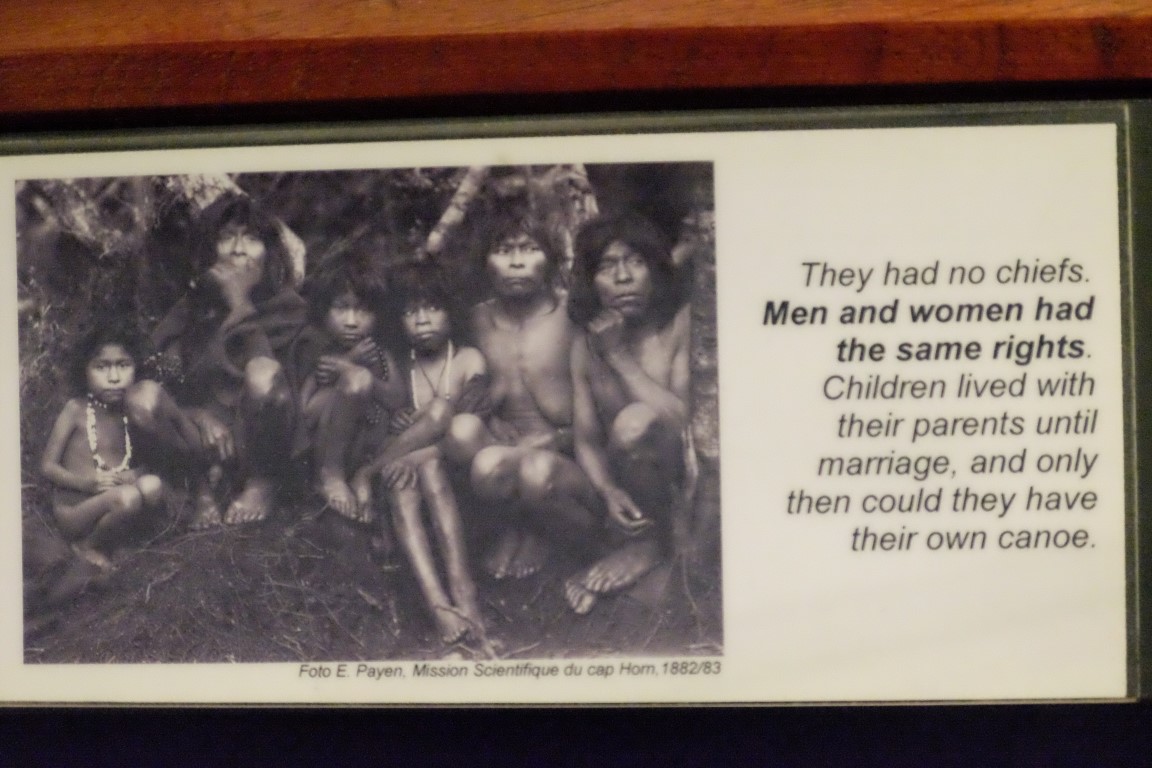 They had no chiefs.
Men and women had
the same rights.
Children lived with
their parents until
marriage, and only
then could they have
their own canoe.
Foto E. Payen, Mission Scientifique du cap Horn, 1882/83